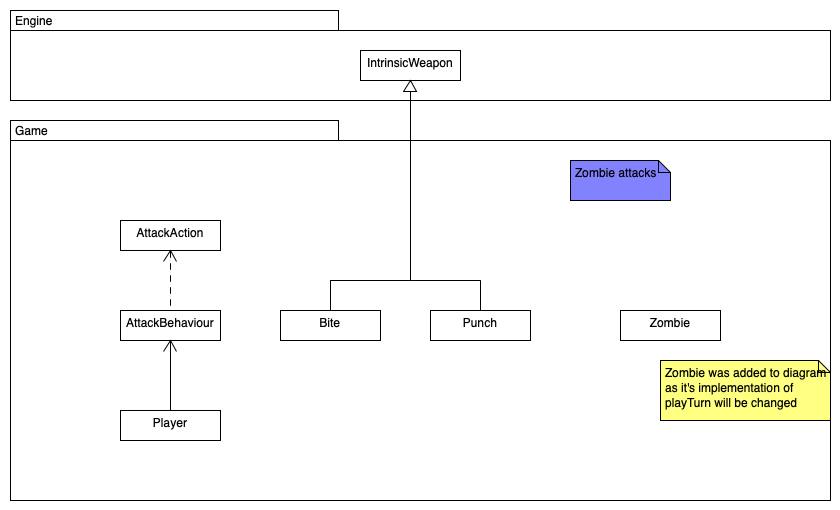 Engine
IntrinsicWeapon
Game
Zombie attacks
AttackAction
AttackBehaviour
Bite
Punch
Zombie
Zombie was added to diagram
as it's implementation of
playTurn will be changed
Player